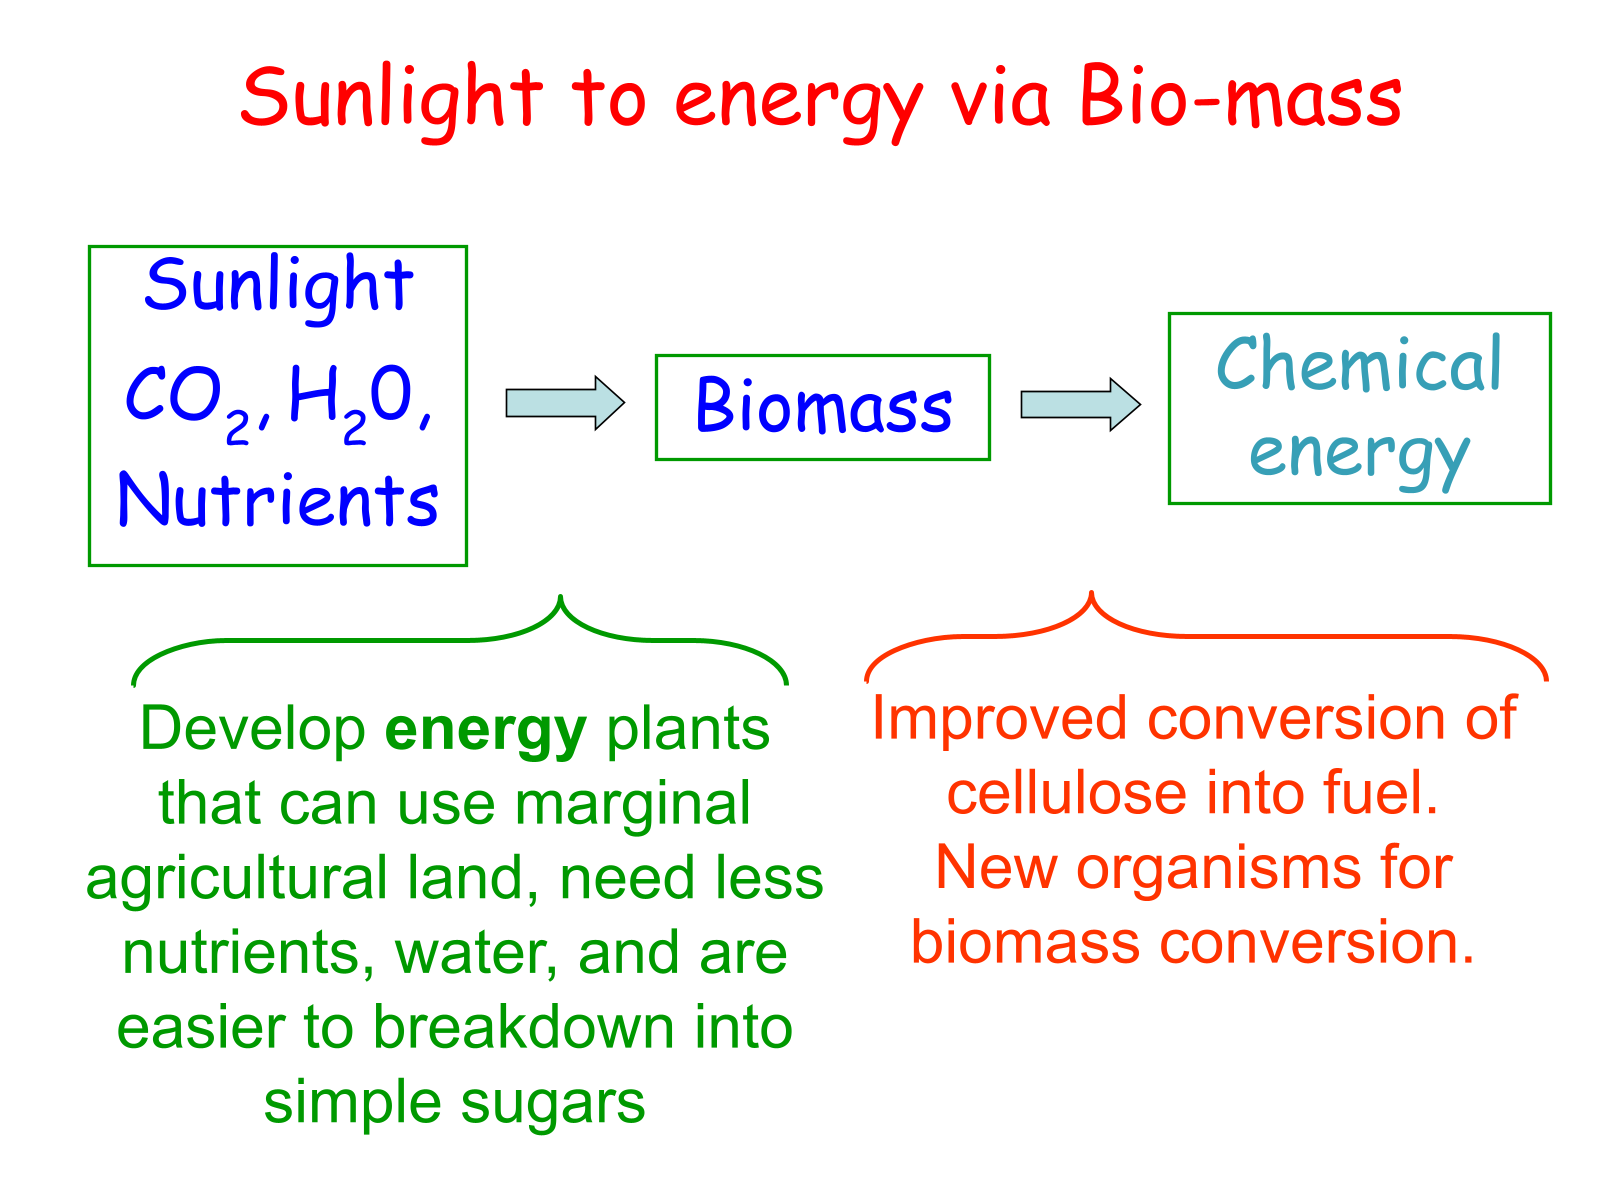 Sunlight to energy via Bio-mass
Sunlight
CO2, H20,
Nutrients
Biomass
Chemical
energy
Develop energy plants
that can use marginal
agricultural land, need less
nutrients, water, and are
easier to breakdown into
simple sugars
Improved conversion of
cellulose into fuel.
New organisms for
biomass conversion.